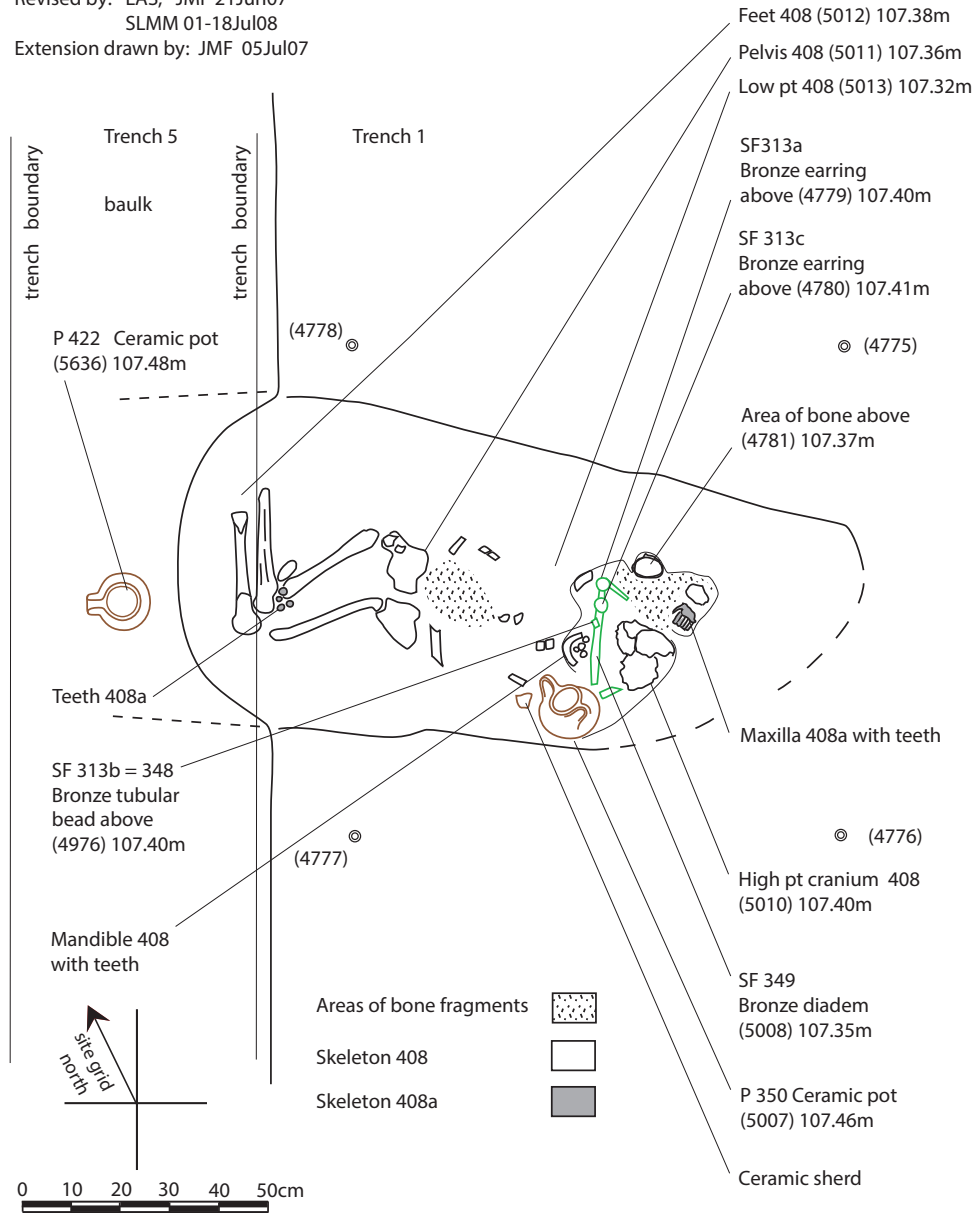 Revised by: EAS, JMF 21Jun07
SLMM 01-18Jul08
Extension drawn by: JMF 05Jul07
Feet 408 (5012) 107.38m
Pelvis 408 (5011) 107.36m
Low pt 408 (5013) 107.32m
Trench 5
Trench 1
baulk
trench boundary
trench boundary
SF313a
Bronze earring
above (4779) 107.40m
SF 313c
Bronze earring
above (4780) 107.41m
P 422 Ceramic pot
(5636) 107.48m
(4778)
(4775)
Area of bone above
(4781) 107.37m
Teeth 408a
Maxilla 408a with teeth
SF 313b = 348
Bronze tubular
bead above
(4976) 107.40m
(4777)
(4776)
High pt cranium 408
(5010) 107.40m
Mandible 408
with teeth
SF 349
Bronze diadem
(5008) 107.35m
Areas of bone fragments
Skeleton 408
Skeleton 408a
P 350 Ceramic pot
(5007) 107.46m
Ceramic sherd
site grid
north
0 10 20 30 40 50cm